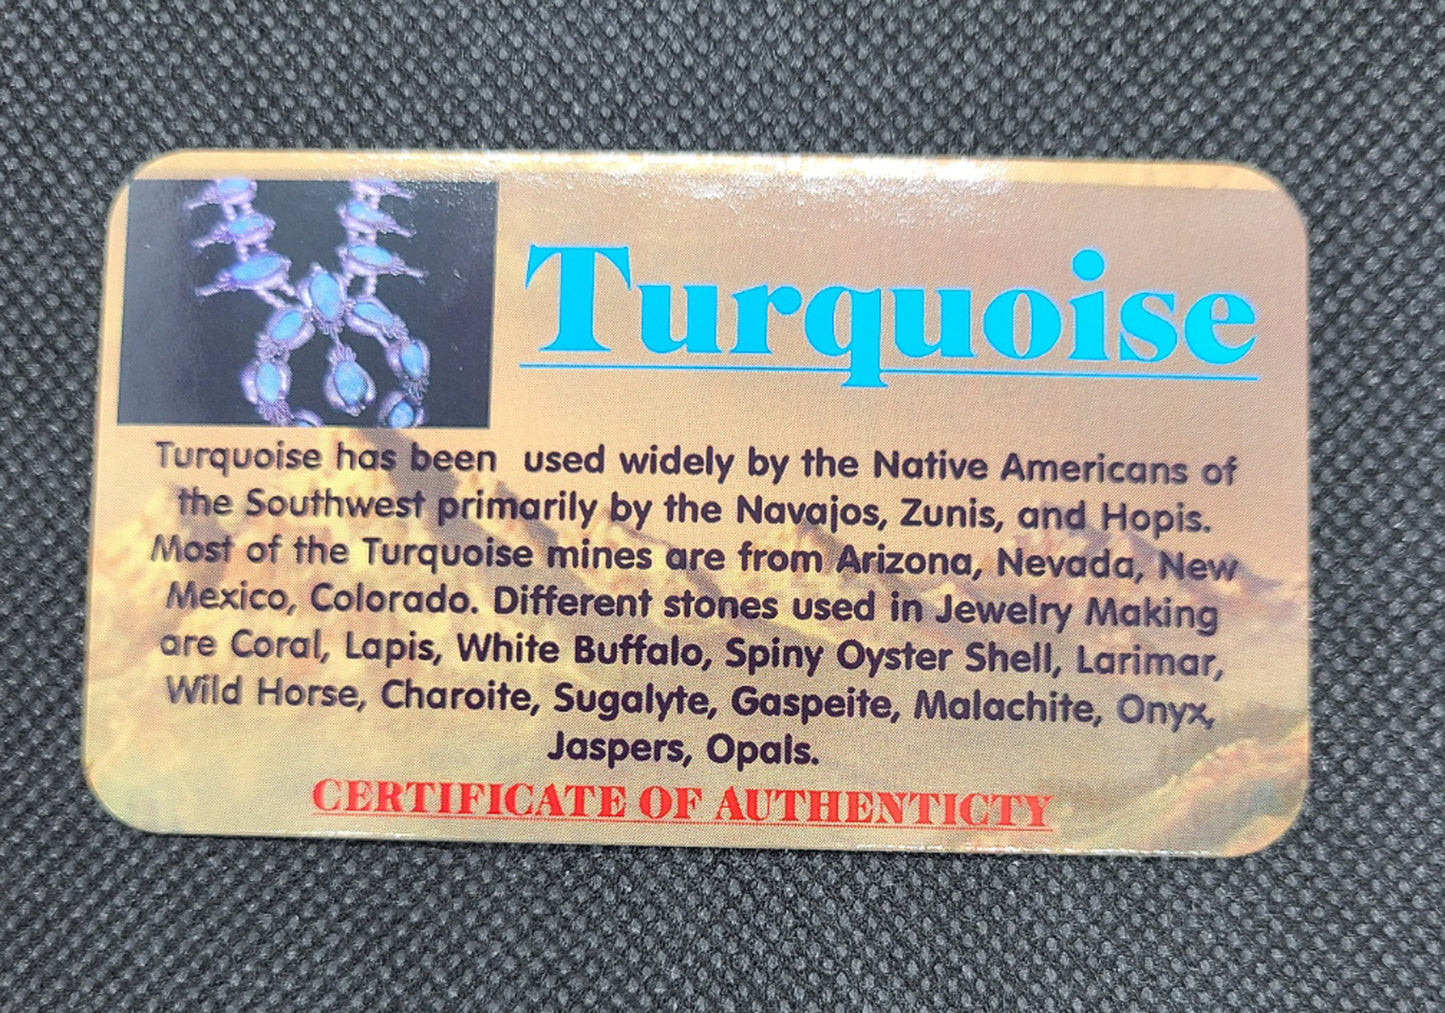 Turquoise
Turquoise has been  used widely by the Native Americans of
the Southwest primarily by the Navajos, Zunis, and Hopis.
Most of the Turquoise mines are from Arizona, Nevada, New
Mexico, Colorado. Different stones used in Jewelry Making
are Coral, Lapis, White Buffalo, Spiny Oyster Shell, Larimar,
Wild Horse, Charoite, Sugalyte, Gaspeite, Malachite, Onyx,
Jaspers, Opals.
CERTIFICATE OF AUTHENTICTY